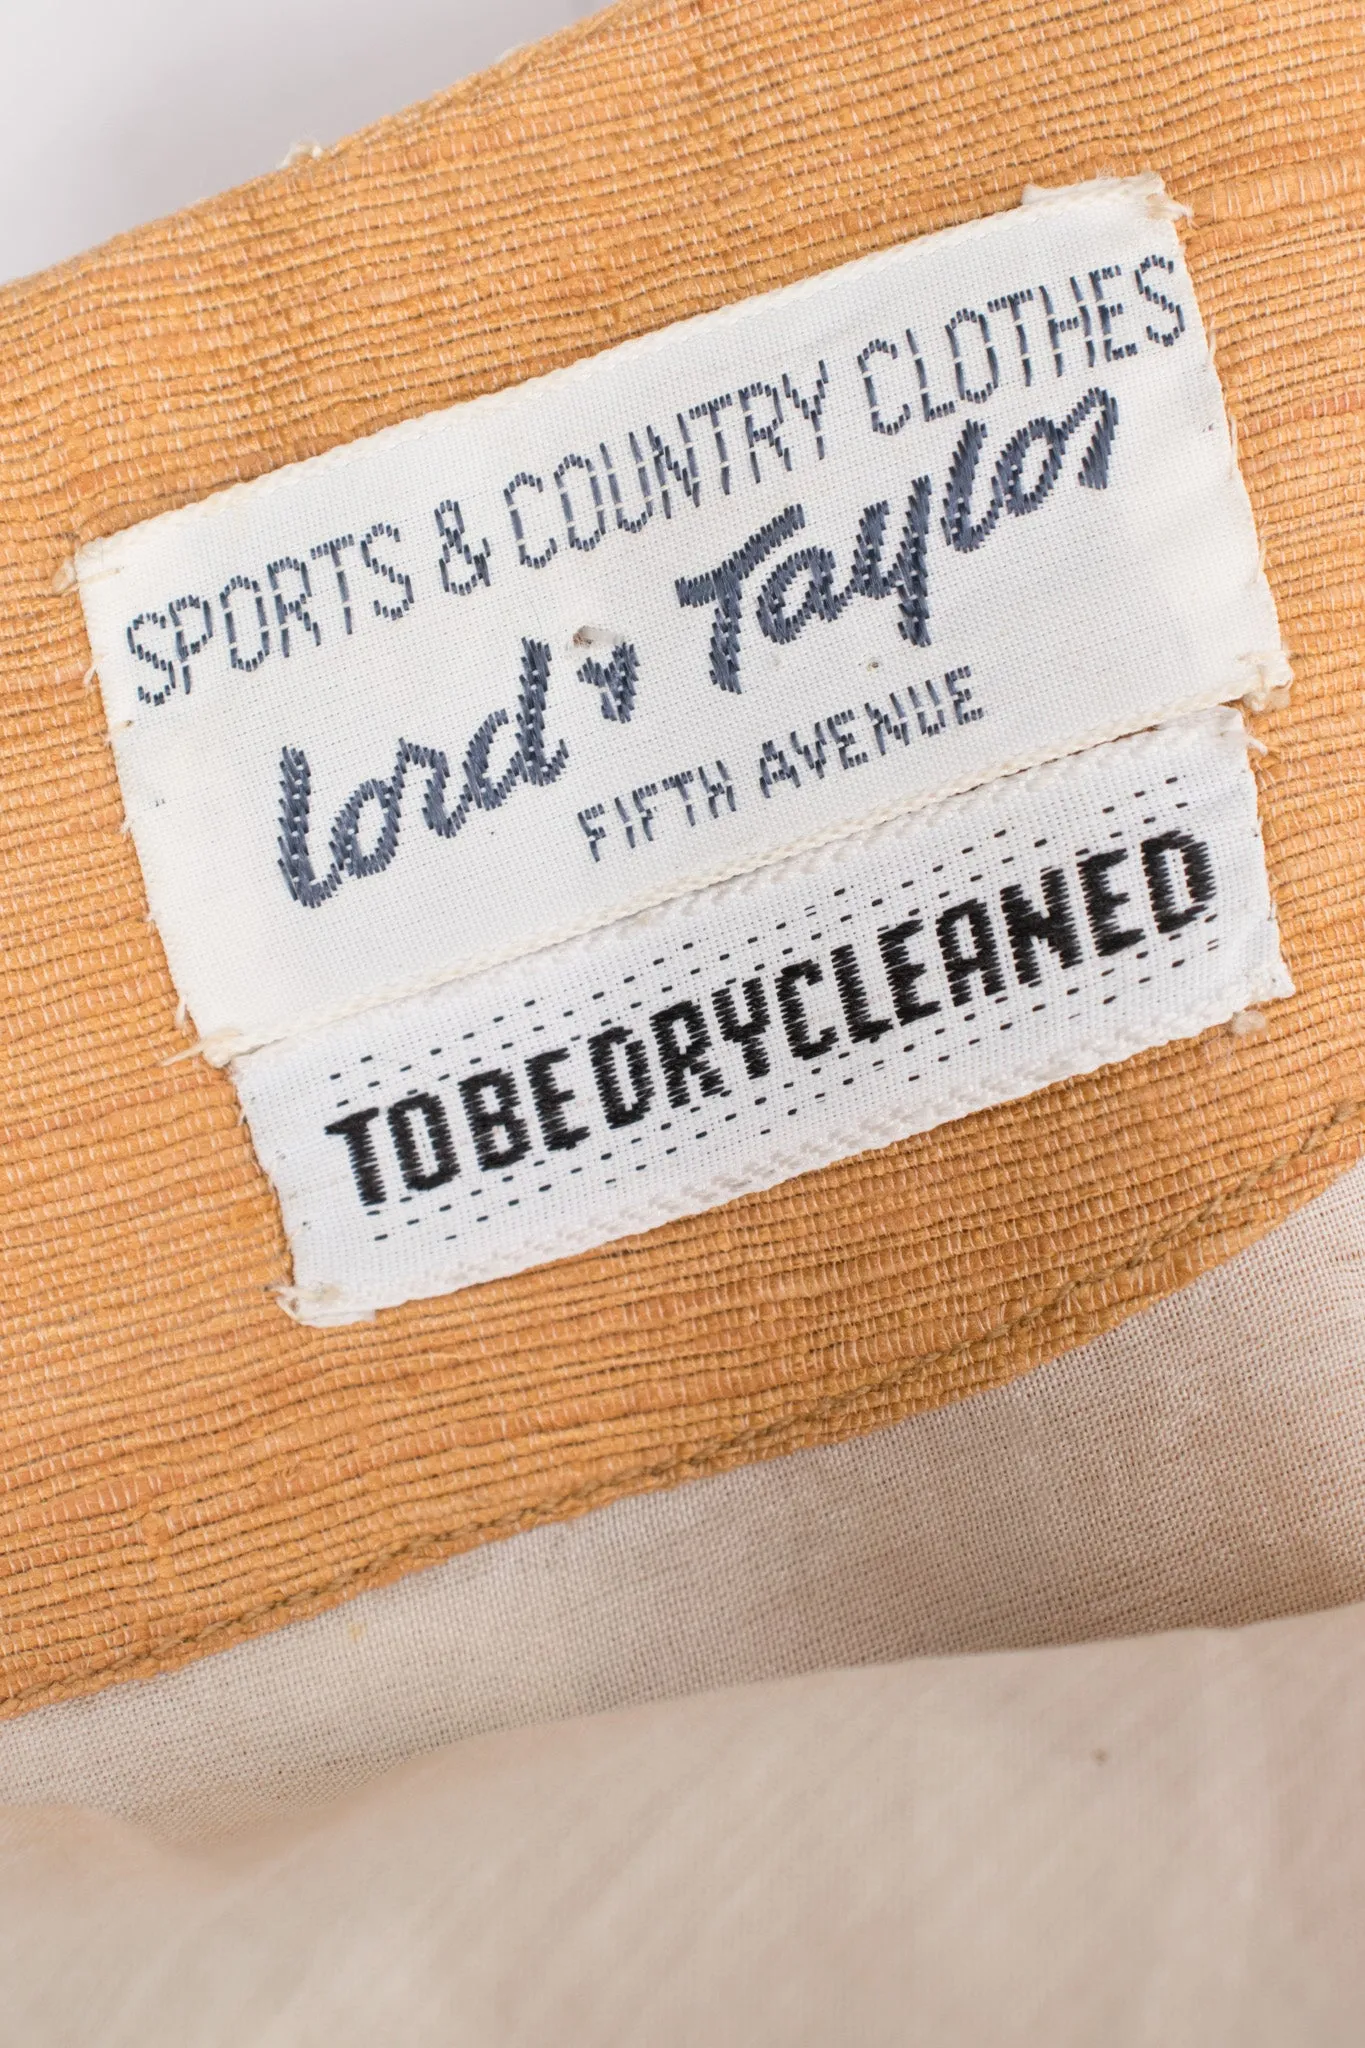 SPORTS & COUNTRY CLOTHES
Lord & Taylor
FIFTH AVENUE
TOBEDRYCLEANED